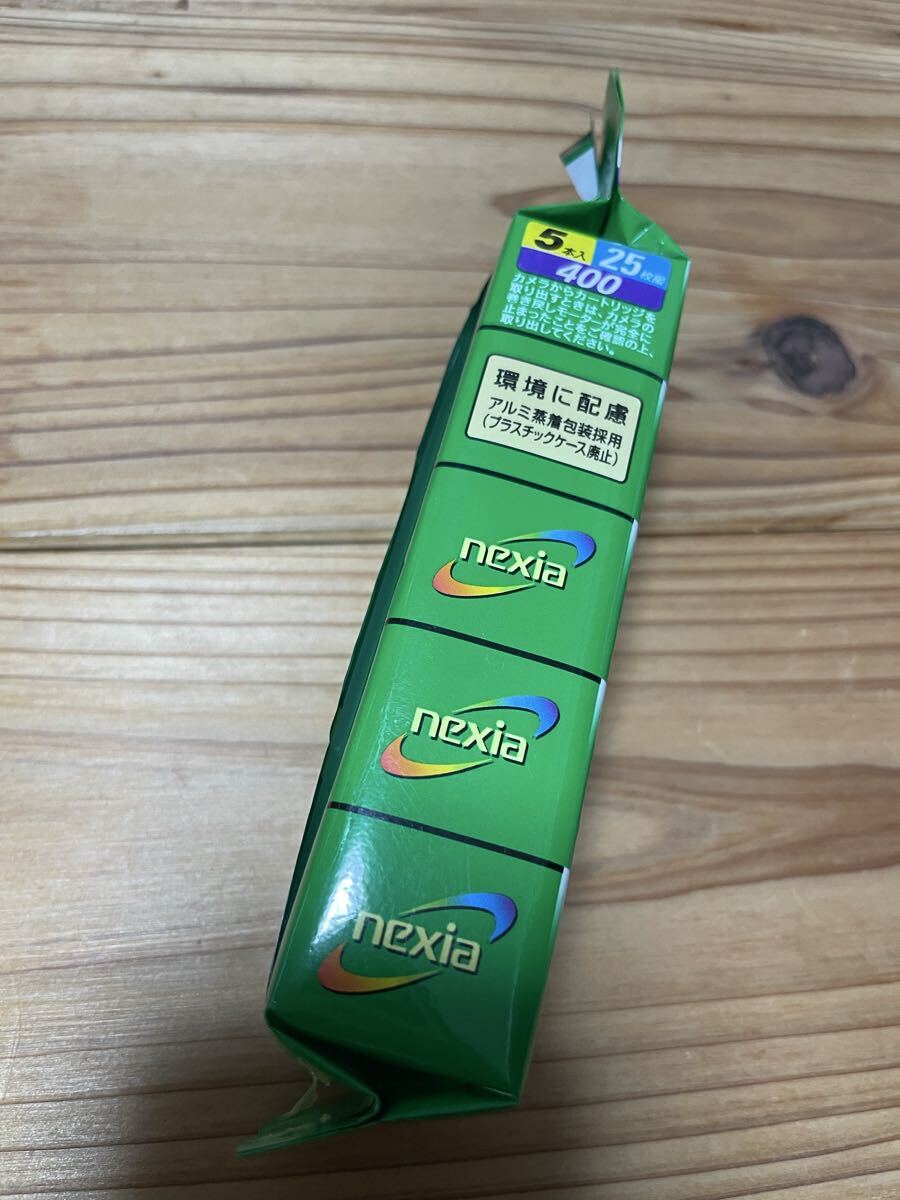 5本入 25枚撮
400
カメラからカートリッジを
取り出すときは、カメラの
巻き戻しモーターが完全に
止まったことをご確認の上、
取り出してください。
環境に配慮
アルミ蒸着包装採用
(プラスチックケース廃止)
nexia
nexia
nexia